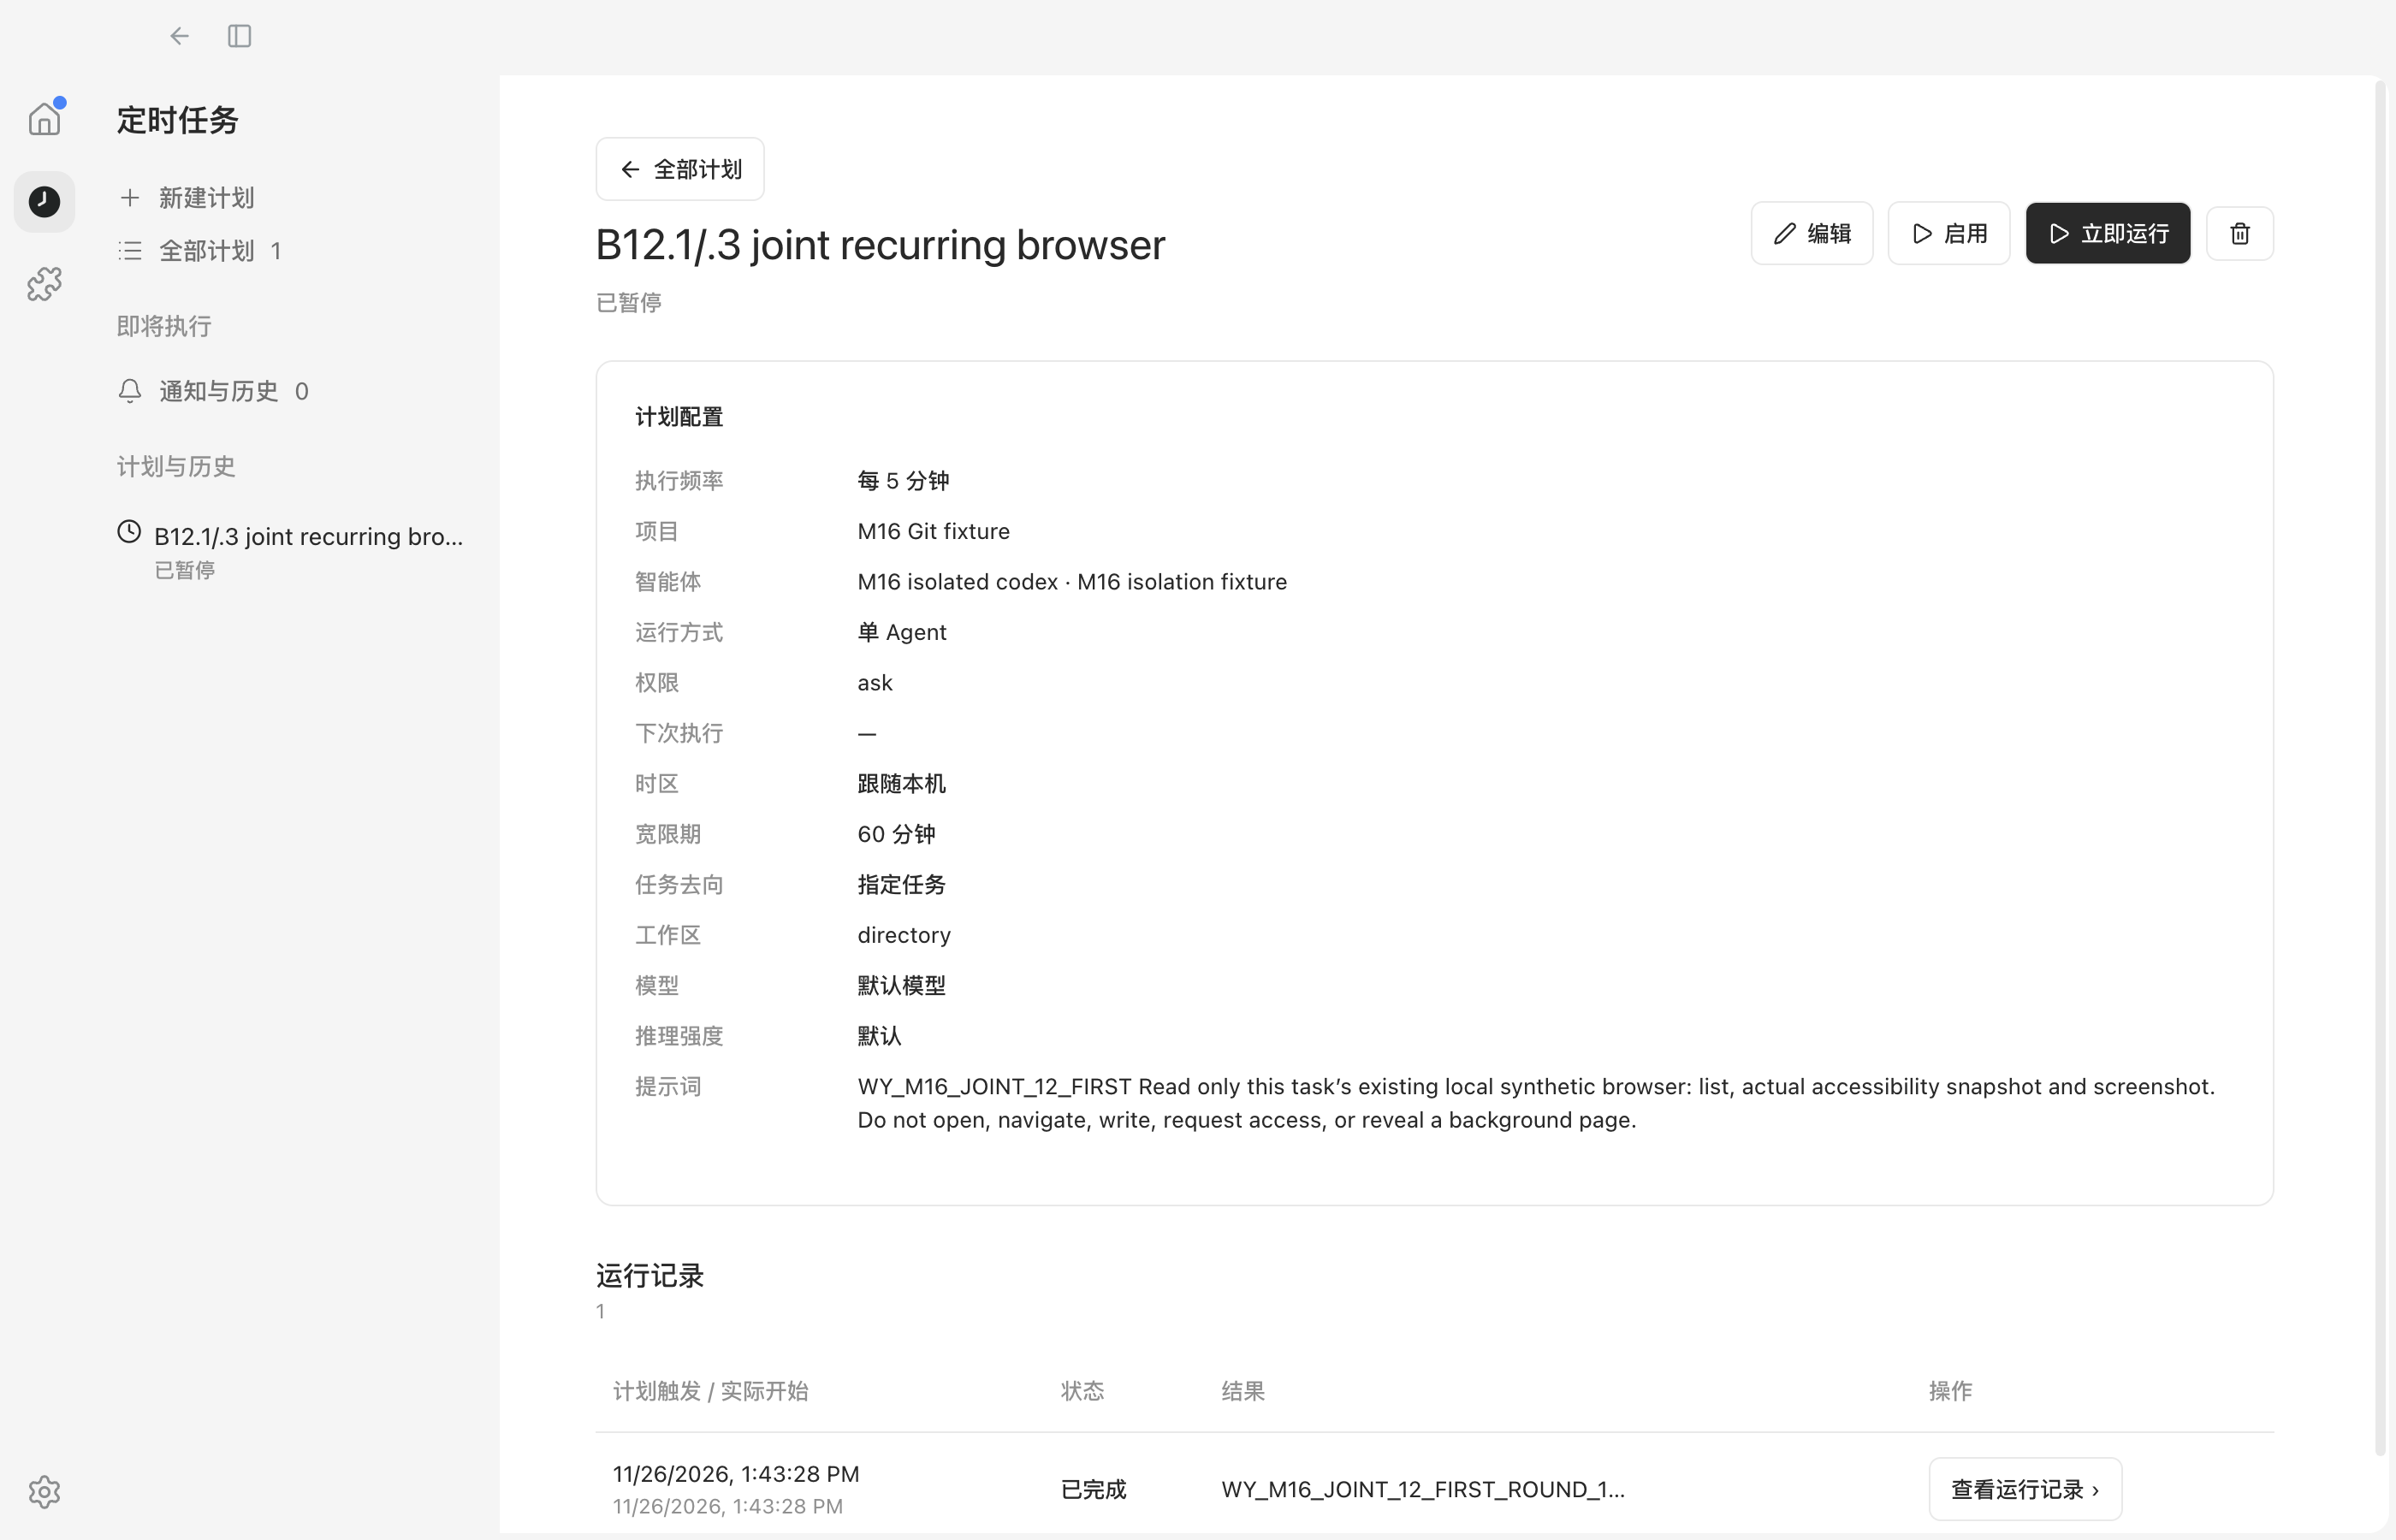 定时任务
新建计划
全部计划 1
即将执行
通知与历史 0
计划与历史
B12.1/.3 joint recurring bro...
已暂停
全部计划
B12.1/.3 joint recurring browser
已暂停
编辑
启用
立即运行
计划配置
执行频率 每 5 分钟
项目 M16 Git fixture
智能体 M16 isolated codex · M16 isolation fixture
运行方式 单 Agent
权限 ask
下次执行 —
时区 跟随本机
宽限期 60 分钟
任务去向 指定任务
工作区 directory
模型 默认模型
推理强度 默认
提示词 WY_M16_JOINT_12_FIRST Read only this task’s existing local synthetic browser: list, actual accessibility snapshot and screenshot.
Do not open, navigate, write, request access, or reveal a background page.
运行记录
1
计划触发 / 实际开始 状态 结果 操作
11/26/2026, 1:43:28 PM
11/26/2026, 1:43:28 PM
已完成
WY_M16_JOINT_12_FIRST_ROUND_1...
查看运行记录 ›